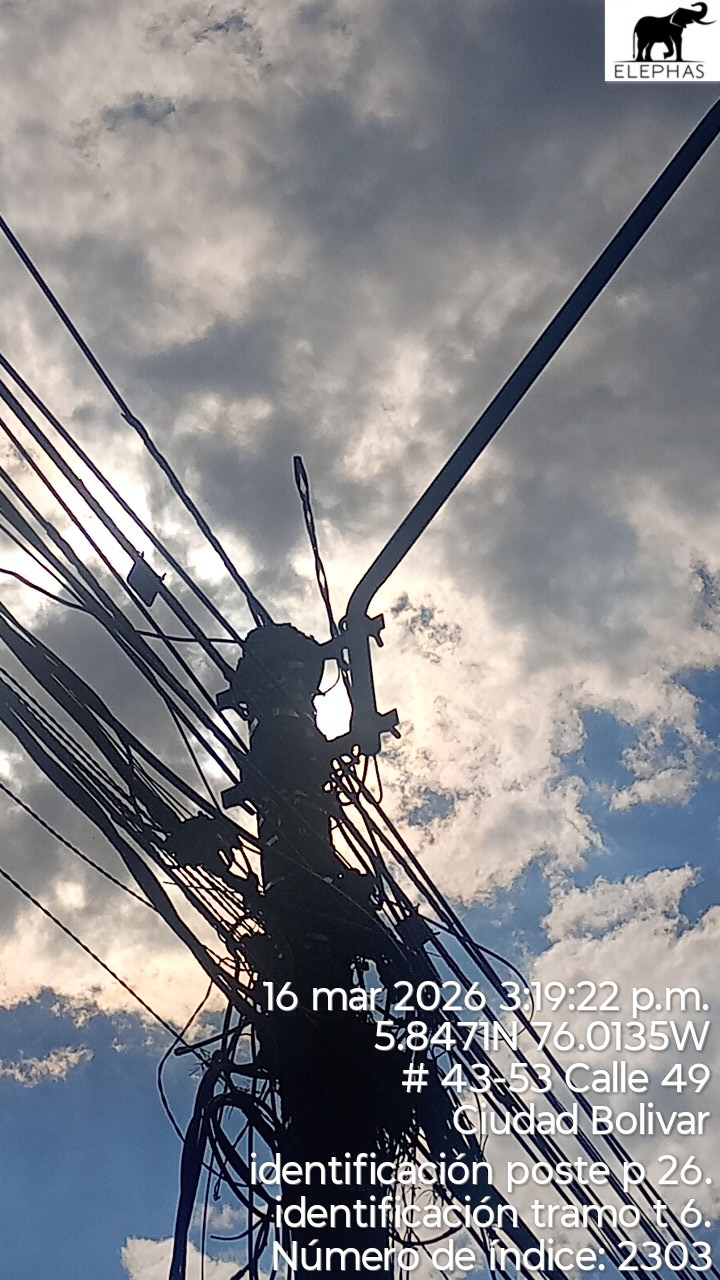 ELEPHAS
16 mar 2026 3:19:22 p.m.
5.8471N 76.0135W
# 43-53 Calle 49
Ciudad Bolivar
identificación poste p 26.
identificación tramo t 6.
Número de índice: 2303